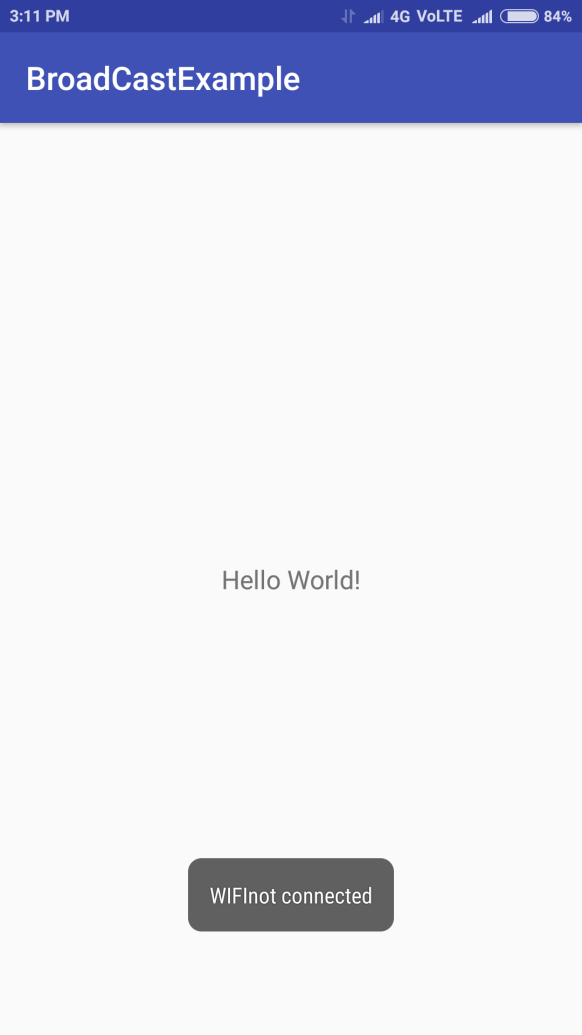 3:11 PM 4G VoLTE 84%
BroadCastExample
Hello World!
WIFInot connected